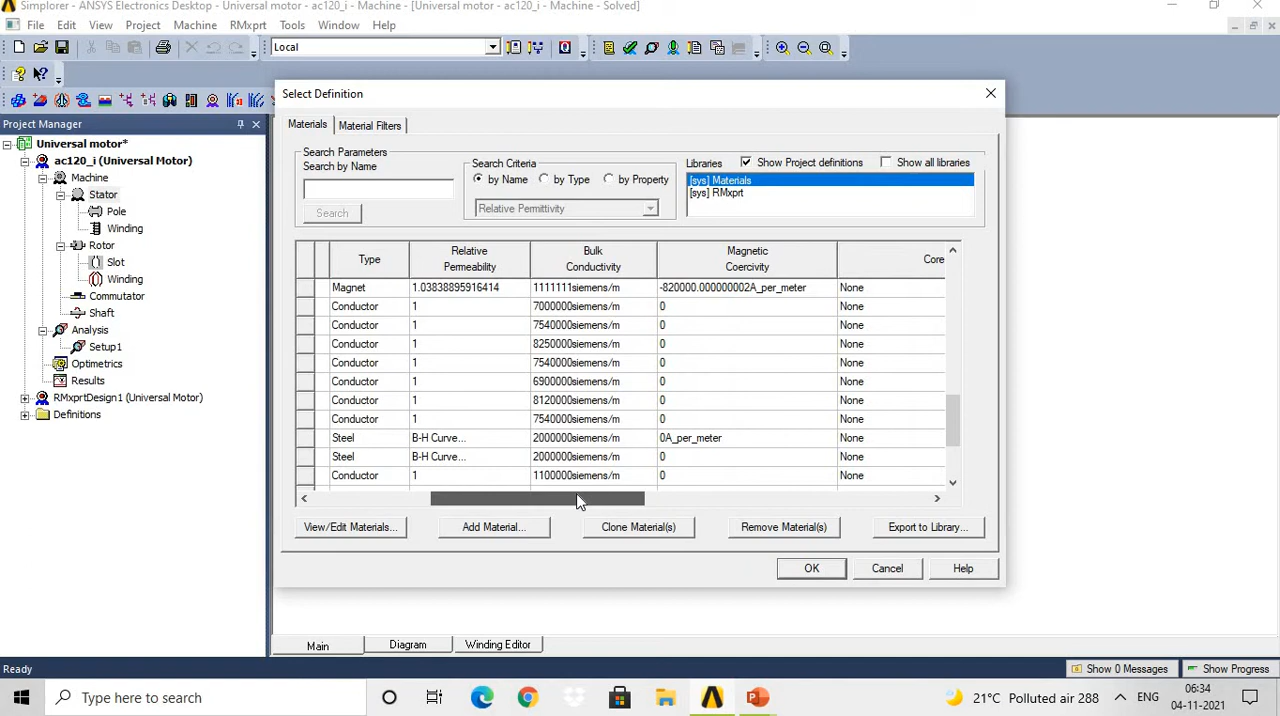 Simplorer - ANSYS Electronics Desktop - Universal motor - ac120_i - Machine - [Universal motor - ac120_i - Machine - Solved]
File Edit View Project Machine RMxprt Tools Window Help
Local
Project Manager
Universal motor*
ac120_i (Universal Motor)
Machine
Stator
Pole
Winding
Rotor
Slot
Winding
Commutator
Shaft
Analysis
Setup1
Optimetrics
Results
RMxprtDesign1 (Universal Motor)
Definitions
Select Definition
Materials Material Filters
Search Parameters
Search by Name
Search
Search Criteria
by Name by Type by Property
Relative Permittivity
Libraries Show Project definitions Show all libraries
[sys] Materials
[sys] RMxprt
Type Relative Permeability Bulk Conductivity Magnetic Coercivity Core
Magnet 1.03838895916414 1111111siemens/m -820000.000000002A_per_meter None
Conductor 1 7000000siemens/m 0 None
Conductor 1 7540000siemens/m 0 None
Conductor 1 8250000siemens/m 0 None
Conductor 1 7540000siemens/m 0 None
Conductor 1 6900000siemens/m 0 None
Conductor 1 8120000siemens/m 0 None
Conductor 1 7540000siemens/m 0 None
Steel B-H Curve... 2000000siemens/m 0A_per_meter None
Steel B-H Curve... 2000000siemens/m 0 None
Conductor 1 1100000siemens/m 0 None
View/Edit Materials... Add Material... Clone Material(s) Remove Material(s) Export to Library...
OK Cancel Help
Main Diagram Winding Editor
Ready
Show 0 Messages Show Progress
Type here to search
21°C Polluted air 288
ENG
06:34
04-11-2021